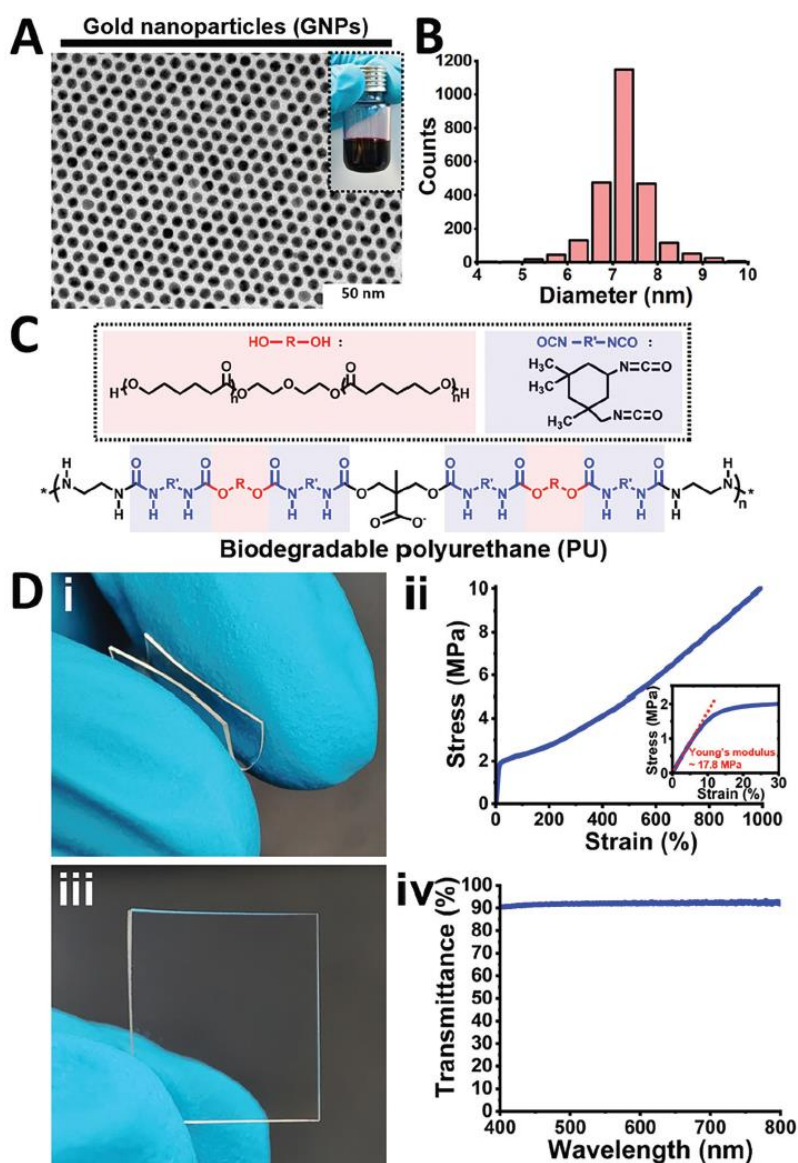 A
Gold nanoparticles (GNPs)
50 nm
B
Counts
1200
1000
800
600
400
200
0
4 5 6 7 8 9 10
Diameter (nm)
C
HO-R-OH :
OCN-R'-NCO :
H
O
O
n
O
O
O
O
O
n
H
H₃C
H₃C
H₃C
N=C=O
N=C=O
* N H N H O N H R' N H O O R O O N H R' N H O O O O⁻ O O N H R' N H O O R O O N H R' N H O N H N H n *
Biodegradable polyurethane (PU)
D
i
ii
Stress (MPa)
10
8
6
4
2
0
0 200 400 600 800 1000
Strain (%)
Stress (MPa)
2
1
0
Young's modulus
~ 17.8 MPa
0 10 20 30
Strain (%)
iii
iv
Transmittance (%)
100
90
80
70
60
50
40
30
20
10
0
400 500 600 700 800
Wavelength (nm)